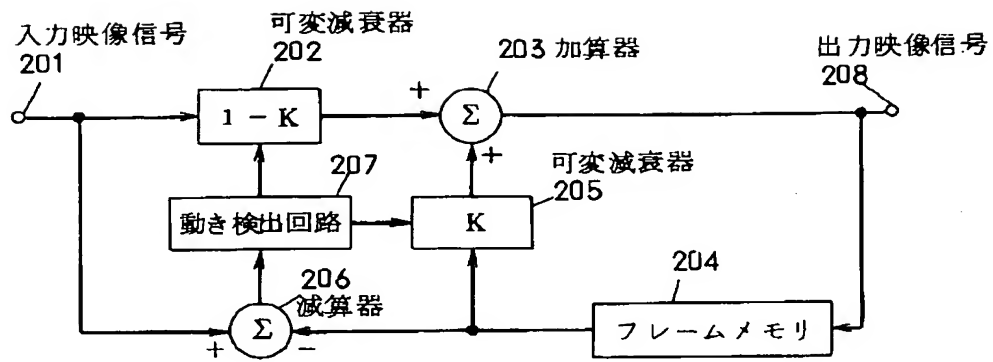 入力映像信号
201
可変減衰器
202
203 加算器
出力映像信号
208
1 - K
+
Σ
+
可変減衰器
205
207
動き検出回路
K
206
減算器
204
Σ
+
-
フレームメモリ